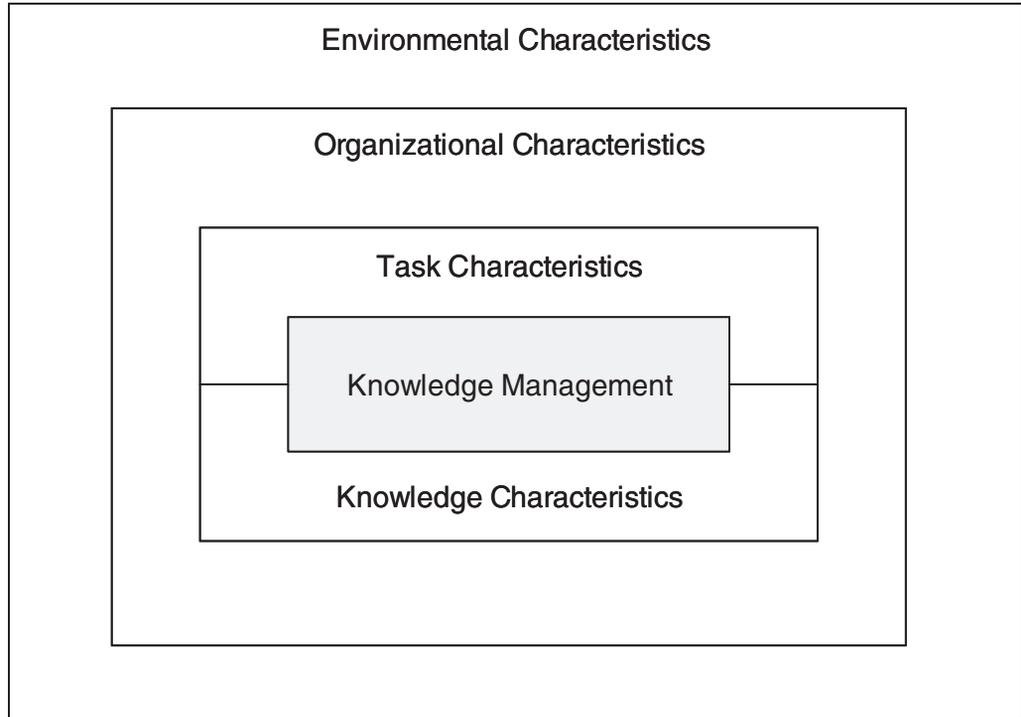 Environmental Characteristics
Organizational Characteristics
Task Characteristics
Knowledge Management
Knowledge Characteristics